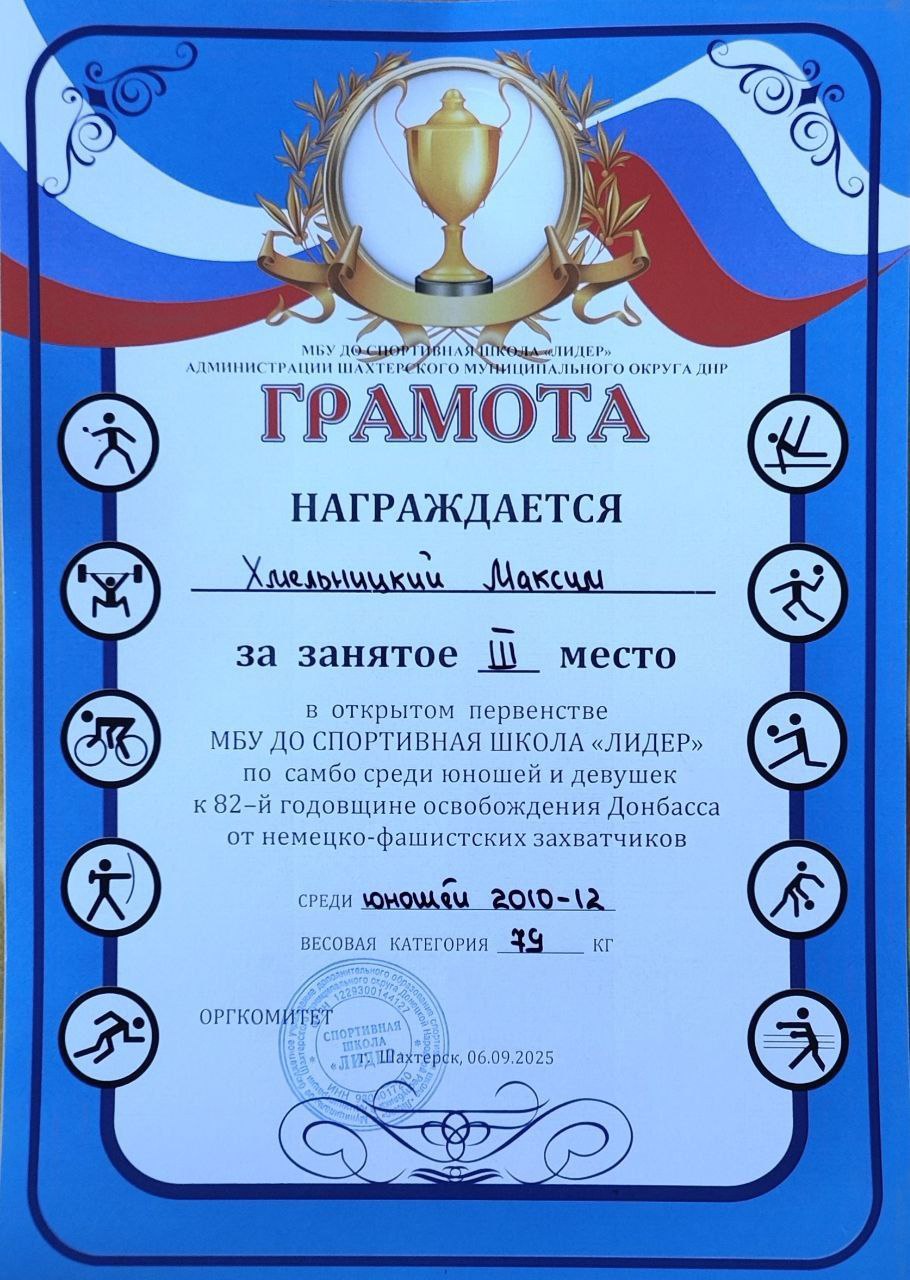 МБУ ДО СПОРТИВНАЯ ШКОЛА «ЛИДЕР»
АДМИНИСТРАЦИИ ШАХТЕРСКОГО МУНИЦИПАЛЬНОГО ОКРУГА ДНР
ГРАМОТА
НАГРАЖДАЕТСЯ
Хмельницкий Максим
за занятое III место
в открытом первенстве
МБУ ДО СПОРТИВНАЯ ШКОЛА «ЛИДЕР»
по самбо среди юношей и девушек
к 82–й годовщине освобождения Донбасса
от немецко-фашистских захватчиков
СРЕДИ юношей 2010-12
ВЕСОВАЯ КАТЕГОРИЯ 79 КГ
ОРГКОМИТЕТ
СПОРТИВНАЯ
ШКОЛА
«ЛИДЕР»
г. Шахтерск, 06.09.2025